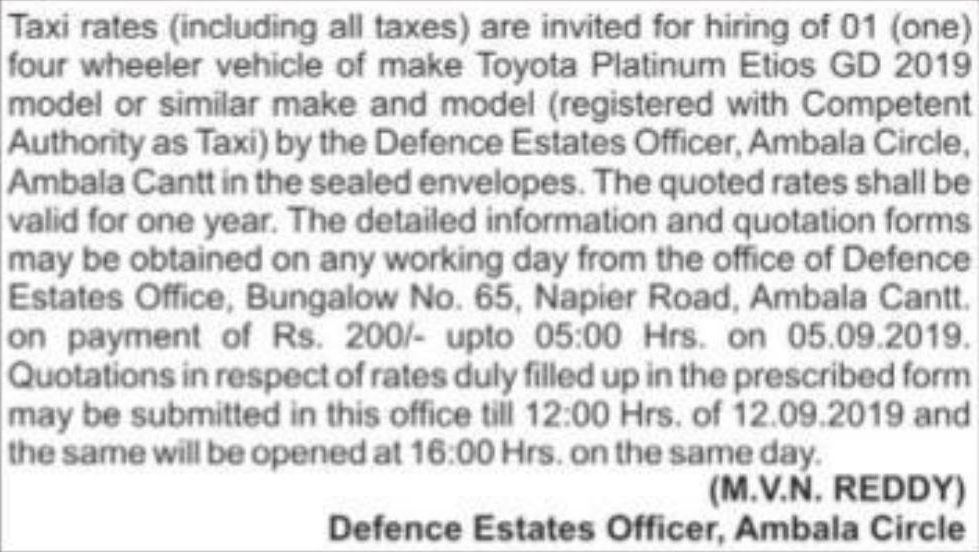 Taxi rates (including all taxes) are invited for hiring of 01 (one)
four wheeler vehicle of make Toyota Platinum Etios GD 2019
model or similar make and model (registered with Competent
Authority as Taxi) by the Defence Estates Officer, Ambala Circle,
Ambala Cantt in the sealed envelopes. The quoted rates shall be
valid for one year. The detailed information and quotation forms
may be obtained on any working day from the office of Defence
Estates Office, Bungalow No. 65, Napier Road, Ambala Cantt.
on payment of Rs. 200/- upto 05:00 Hrs. on 05.09.2019.
Quotations in respect of rates duly filled up in the prescribed form
may be submitted in this office till 12:00 Hrs. of 12.09.2019 and
the same will be opened at 16:00 Hrs. on the same day.
(M.V.N. REDDY)
Defence Estates Officer, Ambala Circle